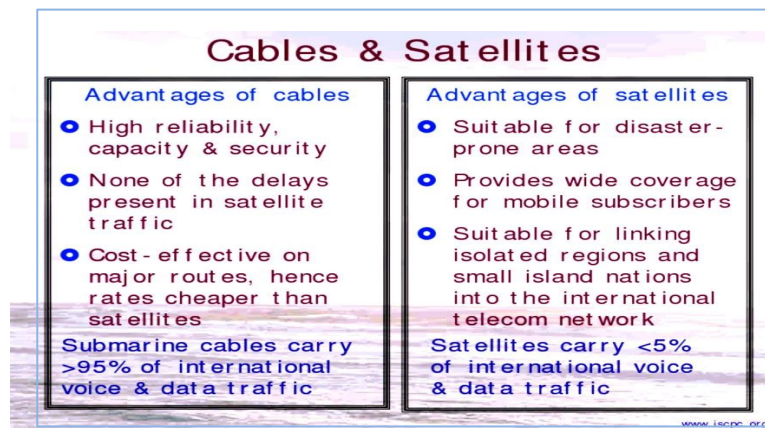 Cables & Satellites
Advantages of cables
High reliability,
capacity & security
None of the delays
present in satellite
traffic
Cost-effective on
major routes, hence
rates cheaper than
satellites
Submarine cables carry
>95% of international
voice & data traffic
Advantages of satellites
Suitable for disaster-
prone areas
Provides wide coverage
for mobile subscribers
Suitable for linking
isolated regions and
small island nations
into the international
telecom network
Satellites carry <5%
of international voice
& data traffic
www.iscpc.org